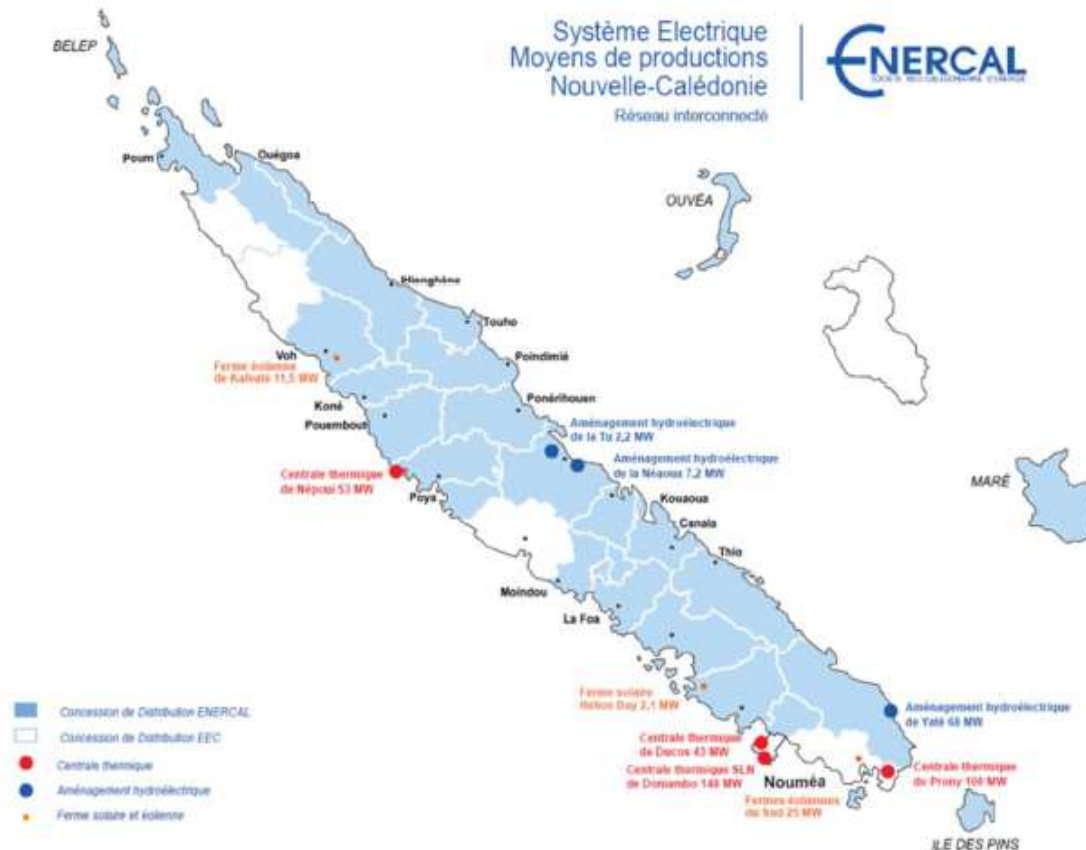 Système Electrique
Moyens de productions
Nouvelle-Calédonie
Réseau interconnecté
ENERCAL
BELEP
Poum
Ouégoa
OUVÉA
Hienghène
Touho
Voh
Ferme éolienne
de Kafeaté 11,5 MW
Poindimié
Koné
Ponérihouen
Pouembout
Aménagement hydroélectrique
de la Tu 2,2 MW
Centrale thermique
de Népoui 53 MW
Aménagement hydroélectrique
de la Néaoua 7,2 MW
Poya
Kouaoua
MARÉ
Canala
Thio
Moindou
La Foa
Ferme solaire
Helios Bay 2,1 MW
Concession de Distribution ENERCAL
Aménagement hydroélectrique
de Yaté 68 MW
Concession de Distribution EEC
Centrale thermique
de Ducos 43 MW
Centrale thermique
Centrale thermique SLN
de Doniambo 140 MW
Nouméa
Centrale thermique
de Prony 100 MW
Aménagement hydroélectrique
Fermes éoliennes
du Sud 25 MW
Ferme solaire et éolienne
ILE DES PINS